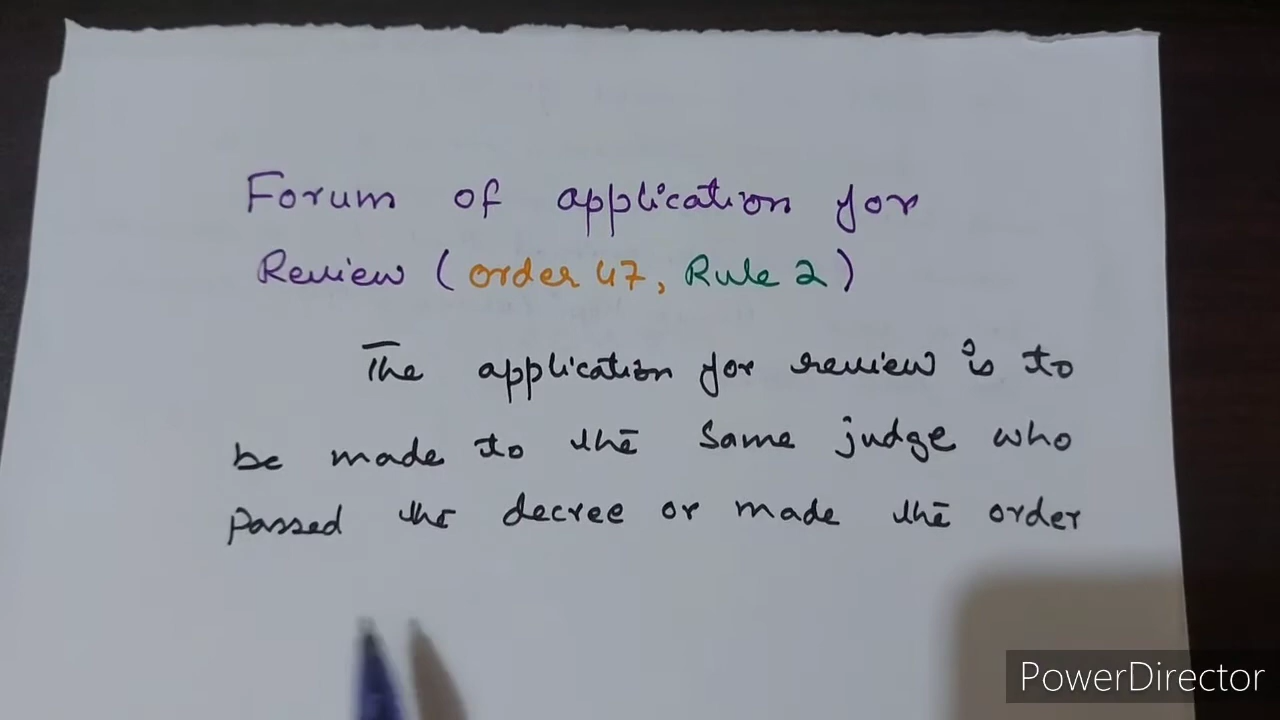 Forum of application for
Review (order 47, Rule 2)
The application for review is to
be made to the same judge who
passed the decree or made the order
PowerDirector